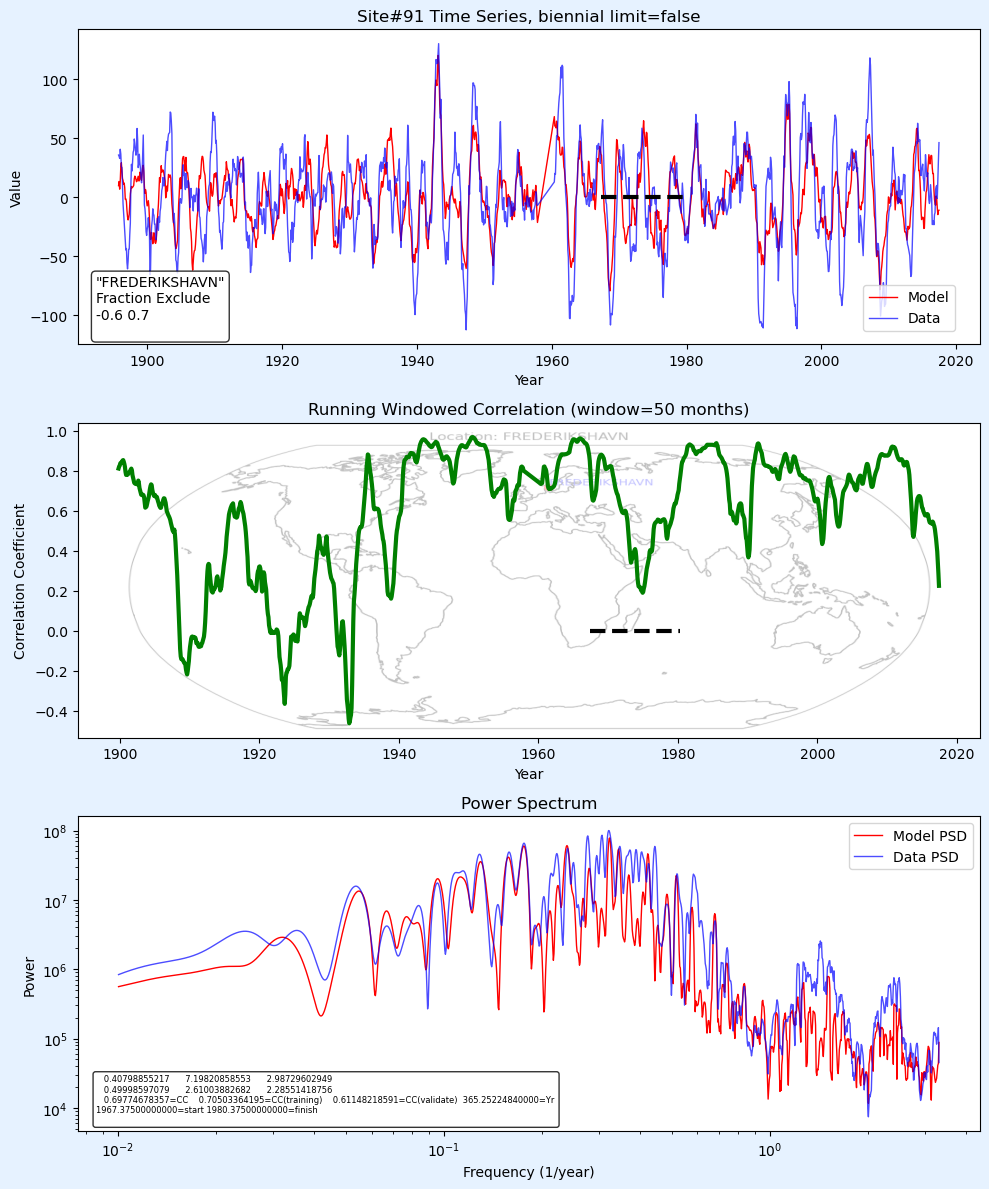 Site#91 Time Series, biennial limit=false
Value
100
50
0
−50
−100
"FREDERIKSHAVN"
Fraction Exclude
-0.6 0.7
Model
Data
1900
1920
1940
1960
1980
2000
2020
Year
Running Windowed Correlation (window=50 months)
Location: FREDERIKSHAVN
FREDERIKSHAVN
Correlation Coefficient
1.0
0.8
0.6
0.4
0.2
0.0
−0.2
−0.4
1900
1920
1940
1960
1980
2000
2020
Year
Power Spectrum
Model PSD
Data PSD
Power
10^8
10^7
10^6
10^5
10^4
0.40798855217 7.19820858553 2.98729602949
0.49998597079 2.61003882682 2.28551418756
0.69774678357=CC 0.70503364195=CC(training) 0.61148218591=CC(validate) 365.25224840000=Yr
1967.37500000000=start 1980.37500000000=finish
10^−2
10^−1
10^0
Frequency (1/year)